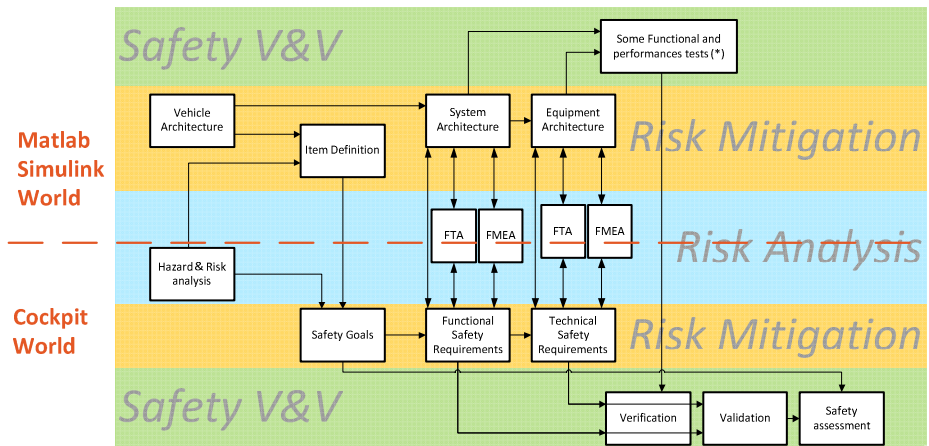 Safety V&V
Some Functional and
performances tests (*)
Vehicle
Architecture
System
Architecture
Equipment
Architecture
Risk Mitigation
Item Definition
Matlab
Simulink
World
FTA
FMEA
FTA
FMEA
Risk Analysis
Hazard & Risk
analysis
Cockpit
World
Safety Goals
Functional
Safety
Requirements
Technical
Safety
Requirements
Risk Mitigation
Safety V&V
Verification
Validation
Safety
assessment